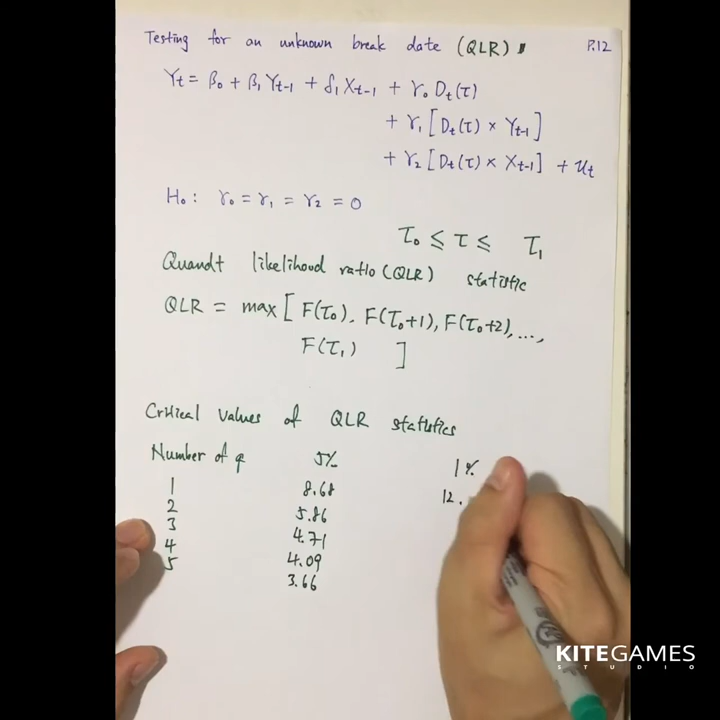 Testing for an unknown break date (QLR) P.12
Yt = β0 + β1 Yt-1 + δ1 Xt-1 + γ0 Dt(τ)
+ γ1 [Dt(τ) × Yt-1]
+ γ2 [Dt(τ) × Xt-1] + ut
H0: γ0 = γ1 = γ2 = 0
τ0 ≤ τ ≤ τ1
Quandt likelihood ratio (QLR) statistic
QLR = max [ F(τ0), F(τ0+1), F(τ0+2), ...,
F(τ1) ]
Critical Values of QLR statistics
Number of q 5% 1%
1 8.68 12.
2 5.86
3 4.71
4 4.09
5 3.66
KITEGAMES
STUDIO